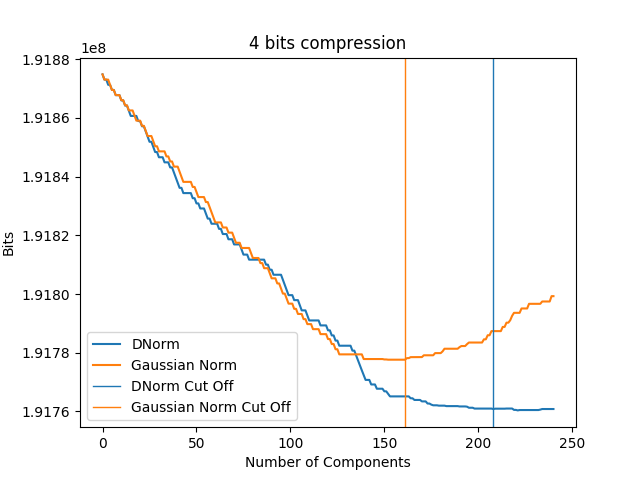 4 bits compression
1e8
1.9188
1.9186
1.9184
1.9182
1.9180
1.9178
1.9176
Bits
DNorm
Gaussian Norm
DNorm Cut Off
Gaussian Norm Cut Off
0 50 100 150 200 250
Number of Components